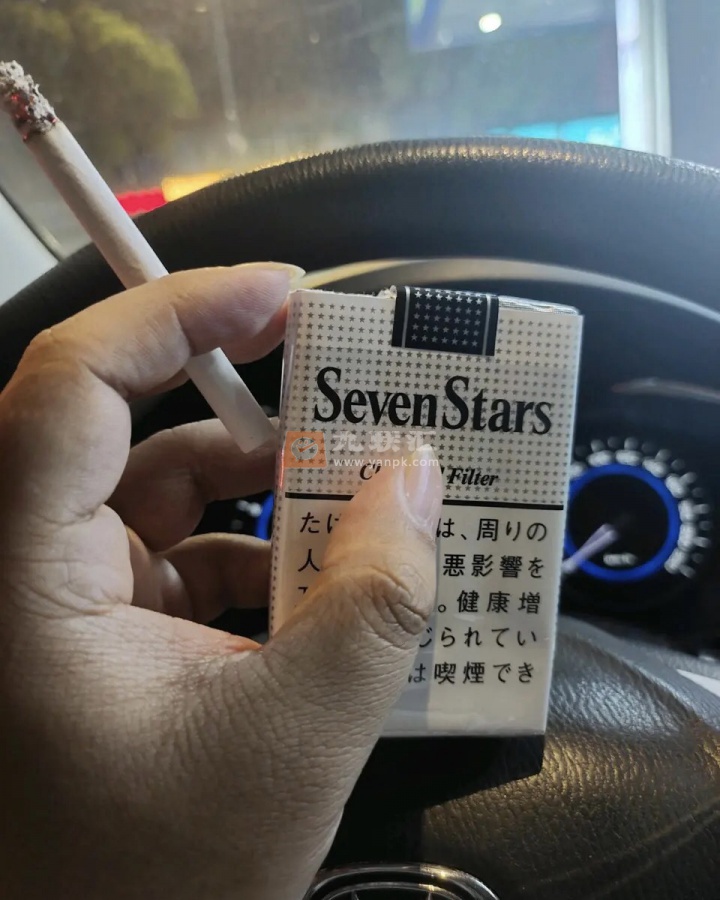 Seven Stars
www.yanpk.com
Filter
たは、周りの
人悪影響を
。健康増
じられてい
は喫煙でき